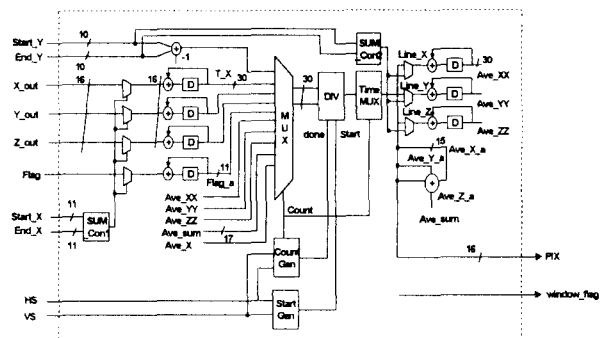 Start_Y
10
End_Y
-1
SUM
Con2
Line_X
D
30
Ave_XX
10
X_out
16
16
D
T_X
30
Line_Y
D
Ave_YY
Y_out
D
DIV
Time
MUX
Line_Z
D
Ave_ZZ
Z_out
D
M
U
X
done
Start
15
Ave_X_a
Ave_Y_a
Flag
D
11
Flag_a
Ave_Z_a
Ave_sum
Ave_XX
Ave_YY
Ave_ZZ
Ave_sum
17
Ave_X
Count
Start_X
11
End_X
11
SUM
Con1
Count
Gen
16
PIX
HS
VS
Start
Gen
window_flag